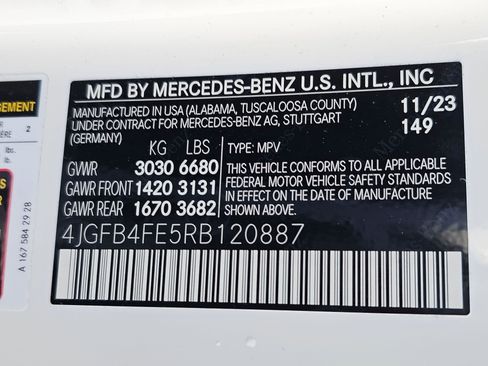 MFD BY MERCEDES-BENZ U.S. INTL., INC
MANUFACTURED IN USA (ALABAMA, TUSCALOOSA COUNTY) 11/23
UNDER CONTRACT FOR MERCEDES-BENZ AG, STUTTGART 149
(GERMANY)
KG LBS TYPE: MPV
GVWR 3030 6680
GAWR FRONT 1420 3131
GAWR REAR 1670 3682
THIS VEHICLE CONFORMS TO ALL APPLICABLE
FEDERAL MOTOR VEHICLE SAFETY STANDARDS
IN EFFECT ON THE DATE OF MANUFACTURE
SHOWN ABOVE.
4JGFB4FE5RB120887
A 167 584 29 28
2
lbs.